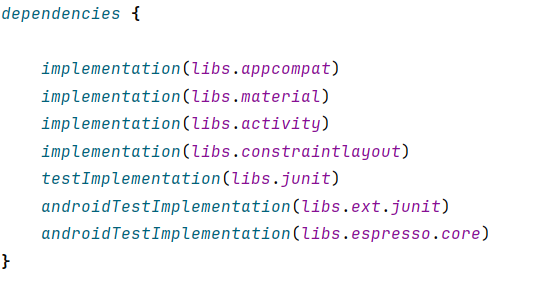 dependencies {
implementation(libs.appcompat)
implementation(libs.material)
implementation(libs.activity)
implementation(libs.constraintlayout)
testImplementation(libs.junit)
androidTestImplementation(libs.ext.junit)
androidTestImplementation(libs.espresso.core)
}